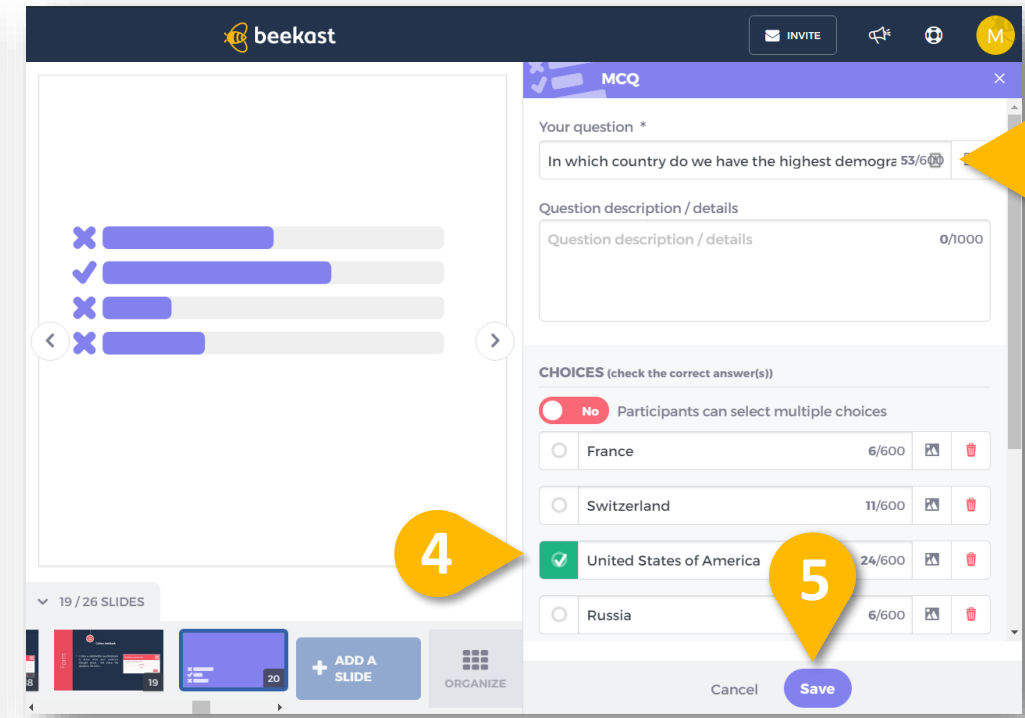 beekast
INVITE
M
MCQ
Your question *
In which country do we have the highest demogra 53/600
Question description / details
Question description / details 0/1000
CHOICES (check the correct answer(s))
No Participants can select multiple choices
France 6/600
Switzerland 11/600
4
United States of America 24/600
5
Russia 6/600
19 / 26 SLIDES
19
20
+ ADD A
SLIDE
ORGANIZE
Cancel
Save